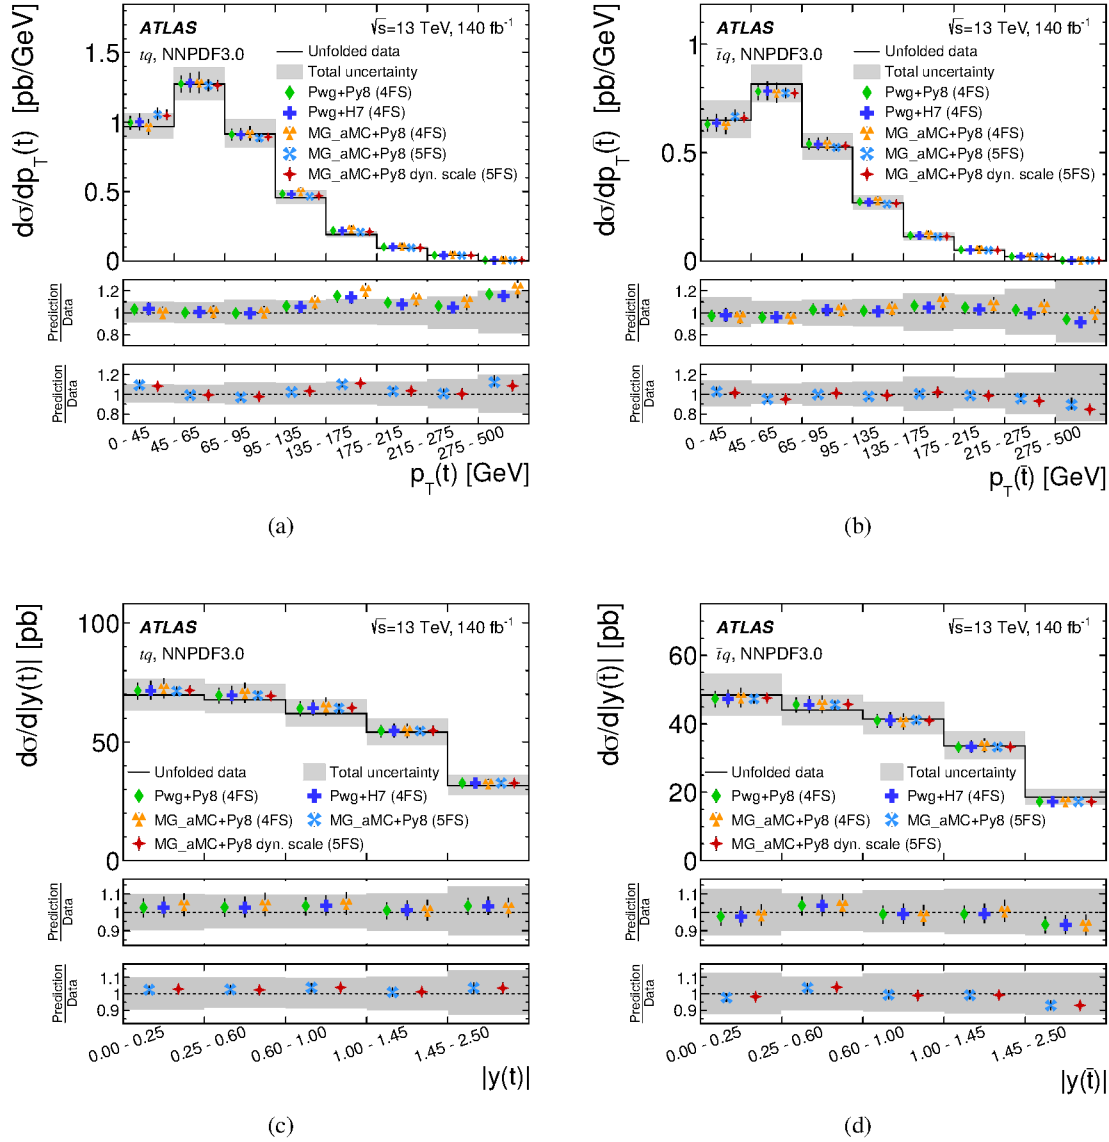 ATLAS √s=13 TeV, 140 fb⁻¹
tq, NNPDF3.0
Unfolded data
Total uncertainty
Pwg+Py8 (4FS)
Pwg+H7 (4FS)
MG_aMC+Py8 (4FS)
MG_aMC+Py8 (5FS)
MG_aMC+Py8 dyn. scale (5FS)
dσ/dp_T(t) [pb/GeV]
1.5
1
0.5
0
Prediction
Data
1.2
1
0.8
Prediction
Data
1.2
1
0.8
0 - 45 45 - 65 65 - 95 95 - 135 135 - 175 175 - 215 215 - 275 275 - 500
p_T(t) [GeV]
(a)
ATLAS √s=13 TeV, 140 fb⁻¹
t̄q, NNPDF3.0
Unfolded data
Total uncertainty
Pwg+Py8 (4FS)
Pwg+H7 (4FS)
MG_aMC+Py8 (4FS)
MG_aMC+Py8 (5FS)
MG_aMC+Py8 dyn. scale (5FS)
dσ/dp_T(t̄) [pb/GeV]
1
0.5
0
Prediction
Data
1.2
1
0.8
Prediction
Data
1.2
1
0.8
0 - 45 45 - 65 65 - 95 95 - 135 135 - 175 175 - 215 215 - 275 275 - 500
p_T(t̄) [GeV]
(b)
ATLAS √s=13 TeV, 140 fb⁻¹
tq, NNPDF3.0
Unfolded data Total uncertainty
Pwg+Py8 (4FS) Pwg+H7 (4FS)
MG_aMC+Py8 (4FS) MG_aMC+Py8 (5FS)
MG_aMC+Py8 dyn. scale (5FS)
dσ/d|y(t)| [pb]
100
50
0
Prediction
Data
1.1
1
0.9
Prediction
Data
1.1
1
0.9
0.00 - 0.25 0.25 - 0.60 0.60 - 1.00 1.00 - 1.45 1.45 - 2.50
|y(t)|
(c)
ATLAS √s=13 TeV, 140 fb⁻¹
t̄q, NNPDF3.0
Unfolded data Total uncertainty
Pwg+Py8 (4FS) Pwg+H7 (4FS)
MG_aMC+Py8 (4FS) MG_aMC+Py8 (5FS)
MG_aMC+Py8 dyn. scale (5FS)
dσ/d|y(t̄)| [pb]
60
40
20
0
Prediction
Data
1.1
1
0.9
Prediction
Data
1.1
1
0.9
0.00 - 0.25 0.25 - 0.60 0.60 - 1.00 1.00 - 1.45 1.45 - 2.50
|y(t̄)|
(d)